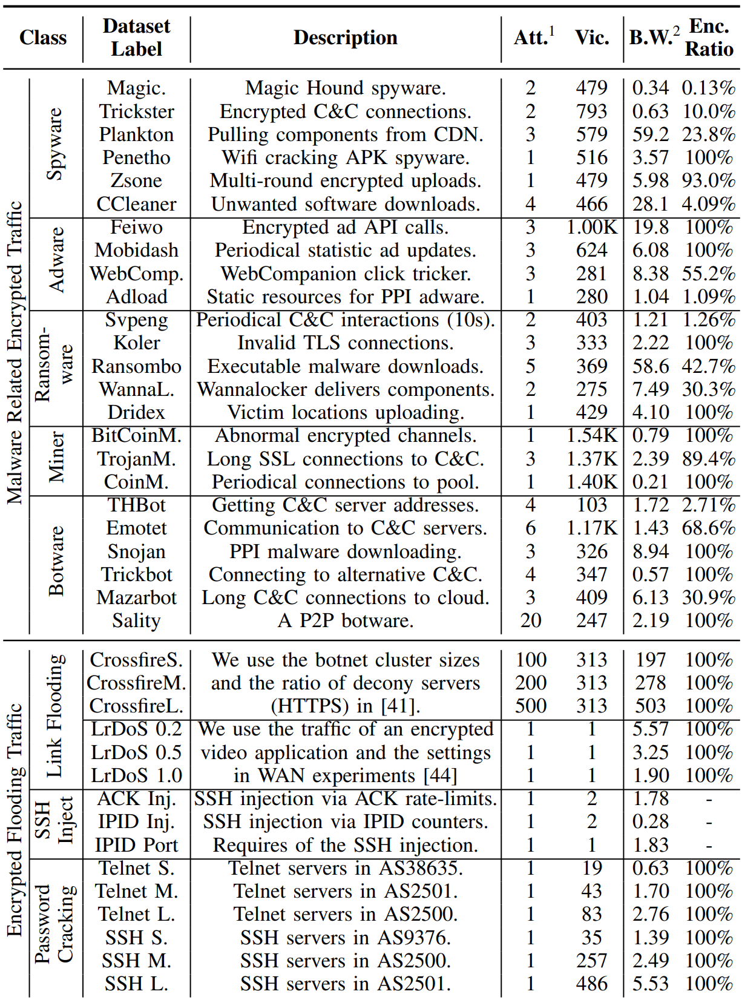 Class Dataset Label Description Att.1 Vic. B.W.2 Enc. Ratio
Malware Related Encrypted Traffic
Spyware
Magic. Magic Hound spyware. 2 479 0.34 0.13%
Trickster Encrypted C&C connections. 2 793 0.63 10.0%
Plankton Pulling components from CDN. 3 579 59.2 23.8%
Penetho Wifi cracking APK spyware. 1 516 3.57 100%
Zsone Multi-round encrypted uploads. 1 479 5.98 93.0%
CCleaner Unwanted software downloads. 4 466 28.1 4.09%
Adware
Feiwo Encrypted ad API calls. 3 1.00K 19.8 100%
Mobidash Periodical statistic ad updates. 3 624 6.08 100%
WebComp. WebCompanion click tricker. 3 281 8.38 55.2%
Adload Static resources for PPI adware. 1 280 1.04 1.09%
Ransom-
ware
Svpeng Periodical C&C interactions (10s). 2 403 1.21 1.26%
Koler Invalid TLS connections. 3 333 2.22 100%
Ransombo Executable malware downloads. 5 369 58.6 42.7%
WannaL. Wannalocker delivers components. 2 275 7.49 30.3%
Dridex Victim locations uploading. 1 429 4.10 100%
Miner
BitCoinM. Abnormal encrypted channels. 1 1.54K 0.79 100%
TrojanM. Long SSL connections to C&C. 3 1.37K 2.39 89.4%
CoinM. Periodical connections to pool. 1 1.40K 0.21 100%
Botware
THBot Getting C&C server addresses. 4 103 1.72 2.71%
Emotet Communication to C&C servers. 6 1.17K 1.43 68.6%
Snojan PPI malware downloading. 3 326 8.94 100%
Trickbot Connecting to alternative C&C. 4 347 0.57 100%
Mazarbot Long C&C connections to cloud. 3 409 6.13 30.9%
Sality A P2P botware. 20 247 2.19 100%
Encrypted Flooding Traffic
Link Flooding
CrossfireS. We use the botnet cluster sizes 100 313 197 100%
CrossfireM. and the ratio of decony servers 200 313 278 100%
CrossfireL. (HTTPS) in [41]. 500 313 503 100%
LrDoS 0.2 We use the traffic of an encrypted 1 1 5.57 100%
LrDoS 0.5 video application and the settings 1 1 3.25 100%
LrDoS 1.0 in WAN experiments [44] 1 1 1.90 100%
SSH
Inject
ACK Inj. SSH injection via ACK rate-limits. 1 2 1.78 -
IPID Inj. SSH injection via IPID counters. 1 2 0.28 -
IPID Port Requires of the SSH injection. 1 1 1.83 -
Password
Cracking
Telnet S. Telnet servers in AS38635. 1 19 0.63 100%
Telnet M. Telnet servers in AS2501. 1 43 1.70 100%
Telnet L. Telnet servers in AS2500. 1 83 2.76 100%
SSH S. SSH servers in AS9376. 1 35 1.39 100%
SSH M. SSH servers in AS2500. 1 257 2.49 100%
SSH L. SSH servers in AS2501. 1 486 5.53 100%